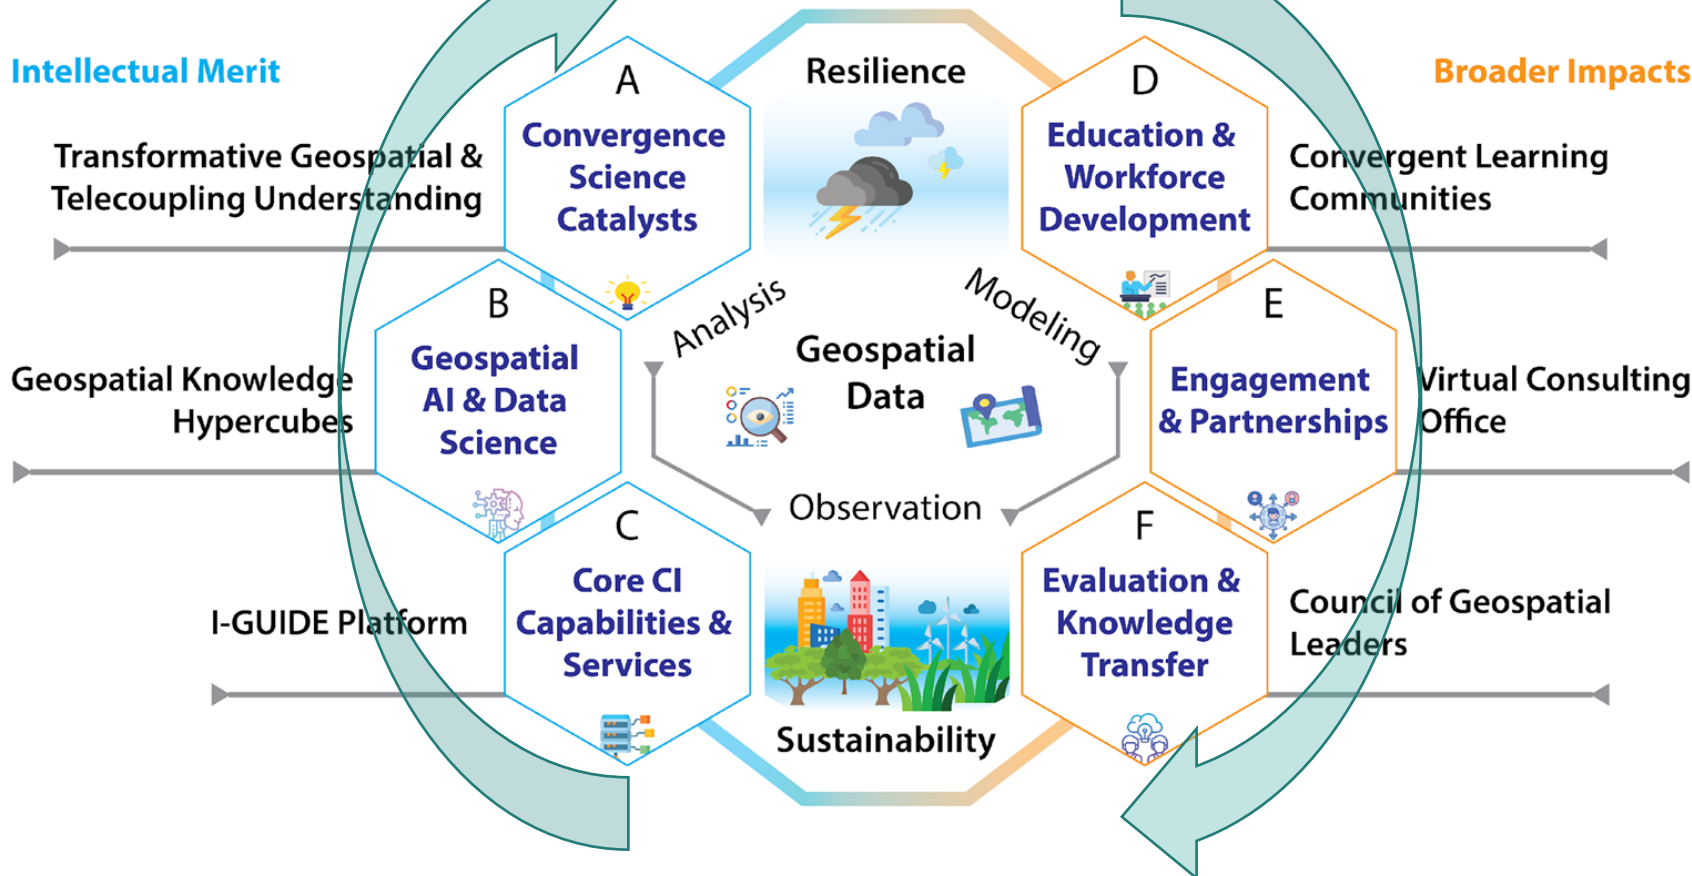 Intellectual Merit
Broader Impacts
Transformative Geospatial &
Telecoupling Understanding
A
Convergence
Science
Catalysts
Resilience
D
Education &
Workforce
Development
Convergent Learning
Communities
Geospatial Knowledge
Hypercubes
B
Geospatial
AI & Data
Science
Analysis
Modeling
Geospatial
Data
Observation
E
Engagement
& Partnerships
Virtual Consulting
Office
I-GUIDE Platform
C
Core CI
Capabilities &
Services
Sustainability
F
Evaluation &
Knowledge
Transfer
Council of Geospatial
Leaders